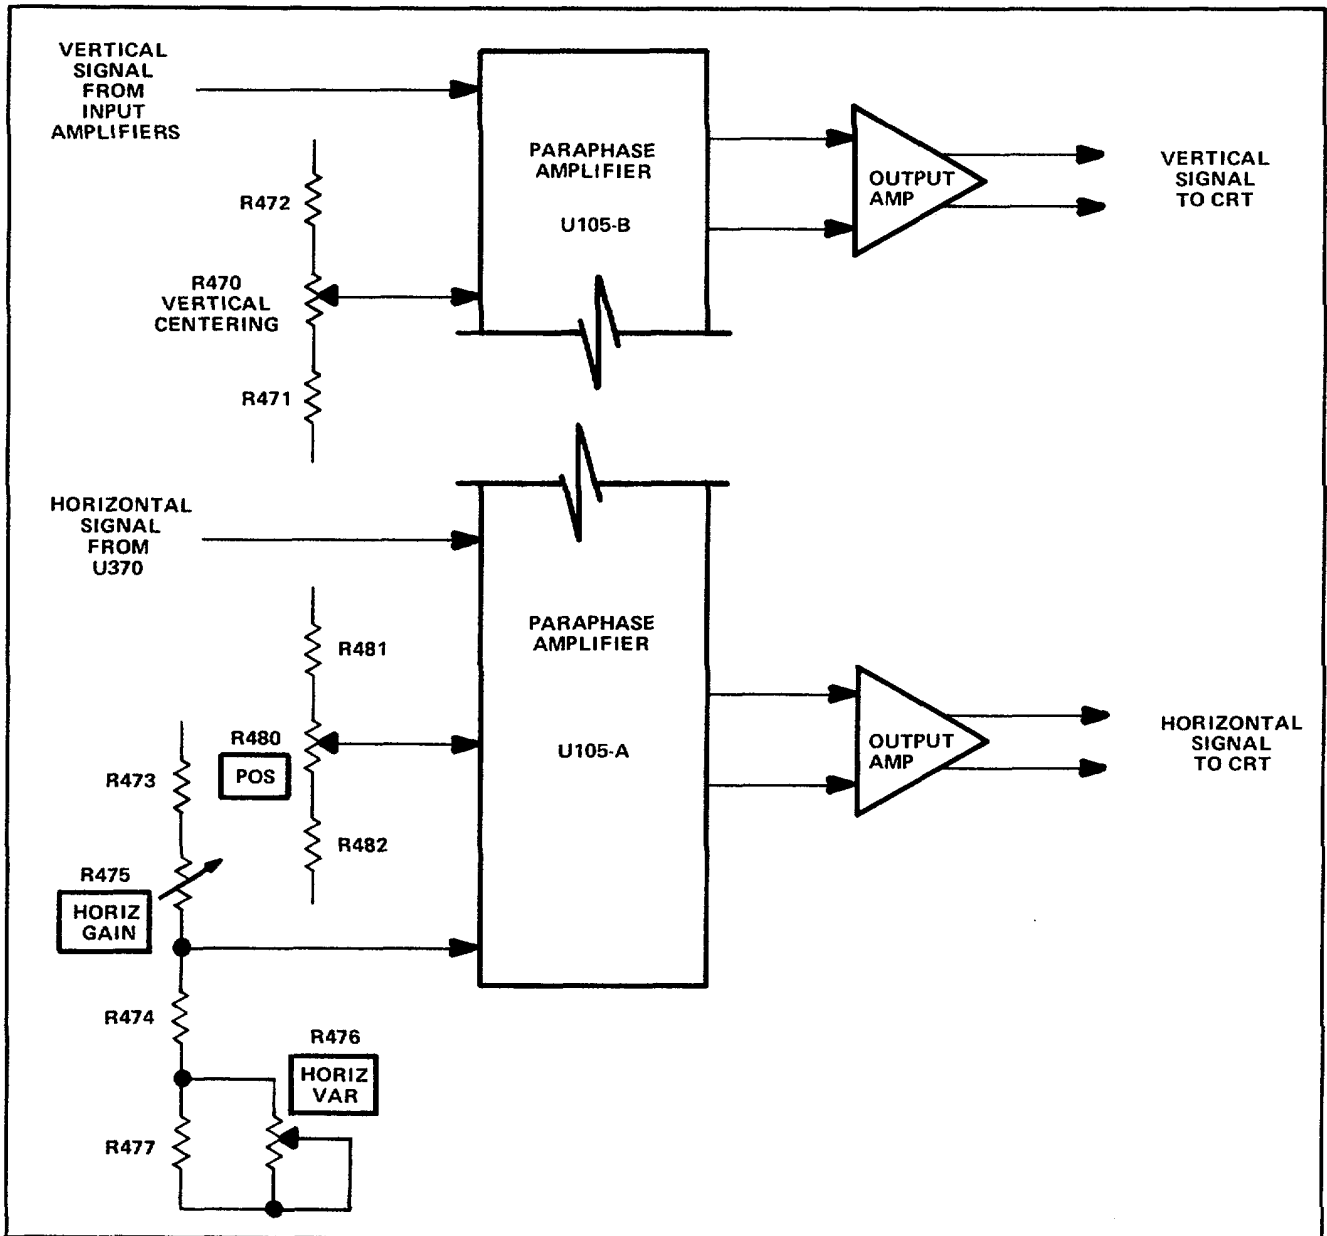 VERTICAL
SIGNAL
FROM
INPUT
AMPLIFIERS
PARAPHASE
AMPLIFIER
U105-B
OUTPUT
AMP
VERTICAL
SIGNAL
TO CRT
R472
R470
VERTICAL
CENTERING
R471
HORIZONTAL
SIGNAL
FROM
U370
PARAPHASE
AMPLIFIER
U105-A
R481
R480
POS
R482
OUTPUT
AMP
HORIZONTAL
SIGNAL
TO CRT
R473
R475
HORIZ
GAIN
R474
R476
HORIZ
VAR
R477